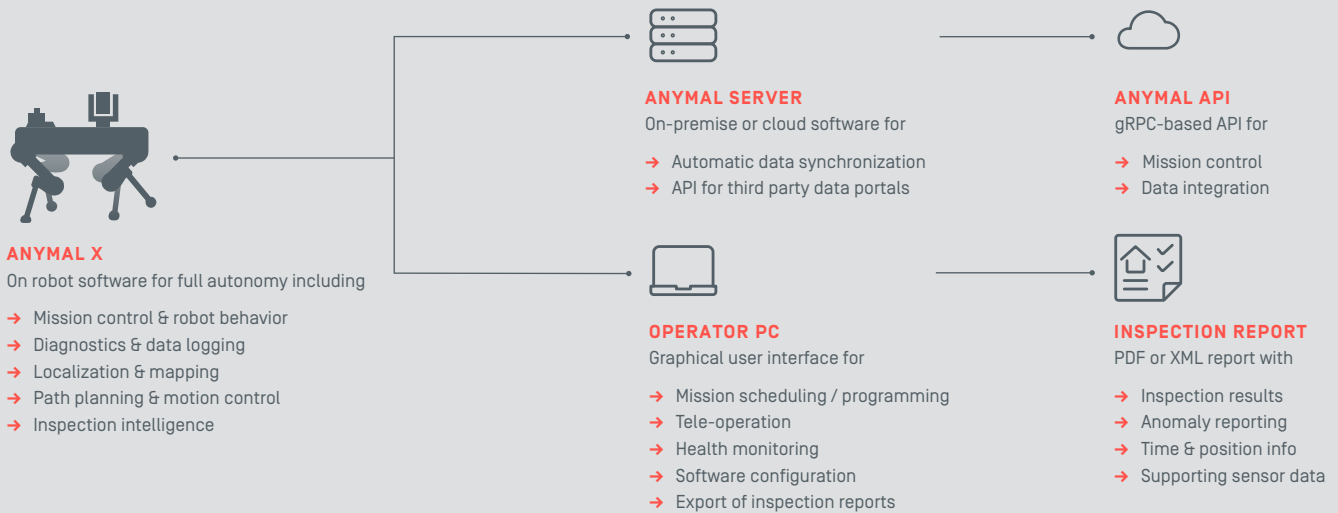 ANYMAL X
On robot software for full autonomy including
→ Mission control & robot behavior
→ Diagnostics & data logging
→ Localization & mapping
→ Path planning & motion control
→ Inspection intelligence
ANYMAL SERVER
On-premise or cloud software for
→ Automatic data synchronization
→ API for third party data portals
ANYMAL API
gRPC-based API for
→ Mission control
→ Data integration
OPERATOR PC
Graphical user interface for
→ Mission scheduling / programming
→ Tele-operation
→ Health monitoring
→ Software configuration
→ Export of inspection reports
INSPECTION REPORT
PDF or XML report with
→ Inspection results
→ Anomaly reporting
→ Time & position info
→ Supporting sensor data